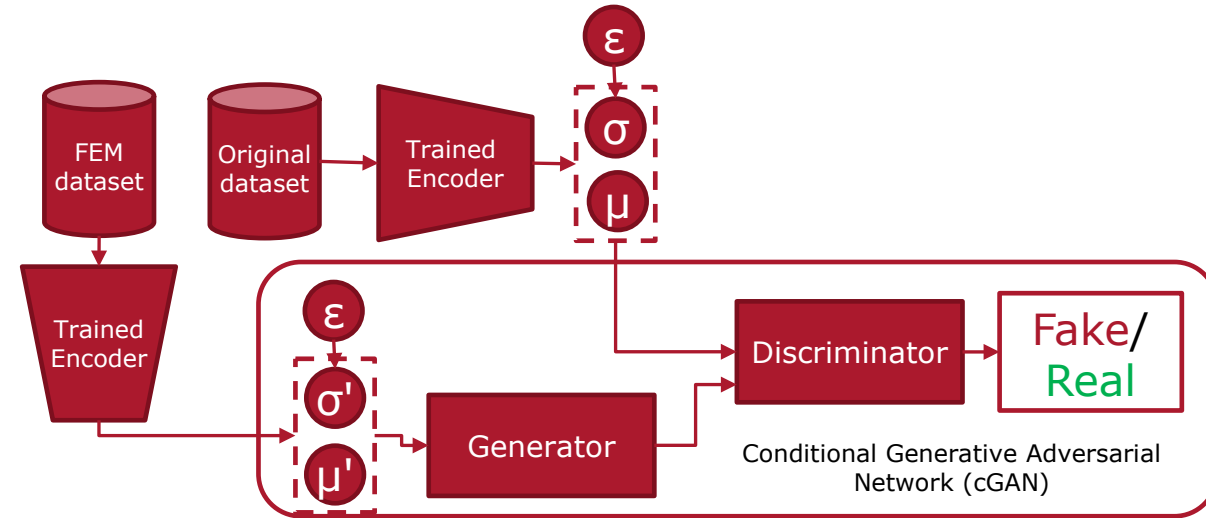 ε
FEM
dataset
Original
dataset
Trained
Encoder
σ
μ
Trained
Encoder
ε
σ'
μ'
Generator
Discriminator
Fake/
Real
Conditional Generative Adversarial
Network (cGAN)